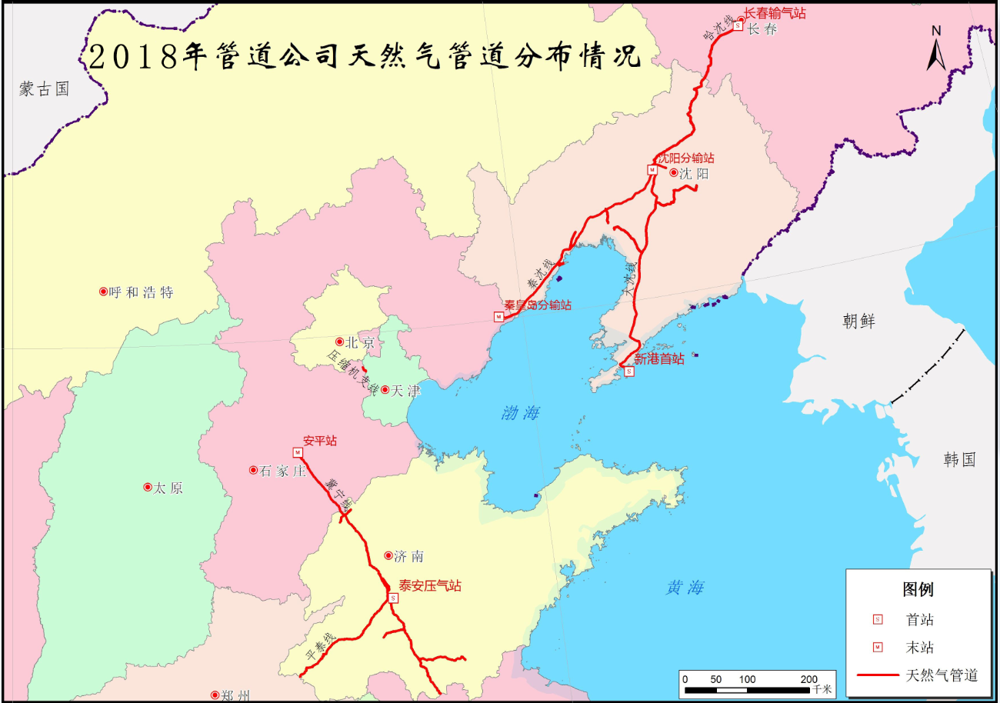 2018年管道公司天然气管道分布情况
长春输气站
S
长春
哈沈线
N
蒙古国
沈阳分输站
M
沈阳
秦沈线
大沈线
呼和浩特
秦皇岛分输站
M
朝鲜
北京
压缩机支线
新港首站
S
天津
渤海
安平站
M
石家庄
韩国
太原
冀宁线
济南
泰安压气站
S
黄海
平泰线
郑州
图例
S 首站
M 末站
天然气管道
0 50 100 200
千米